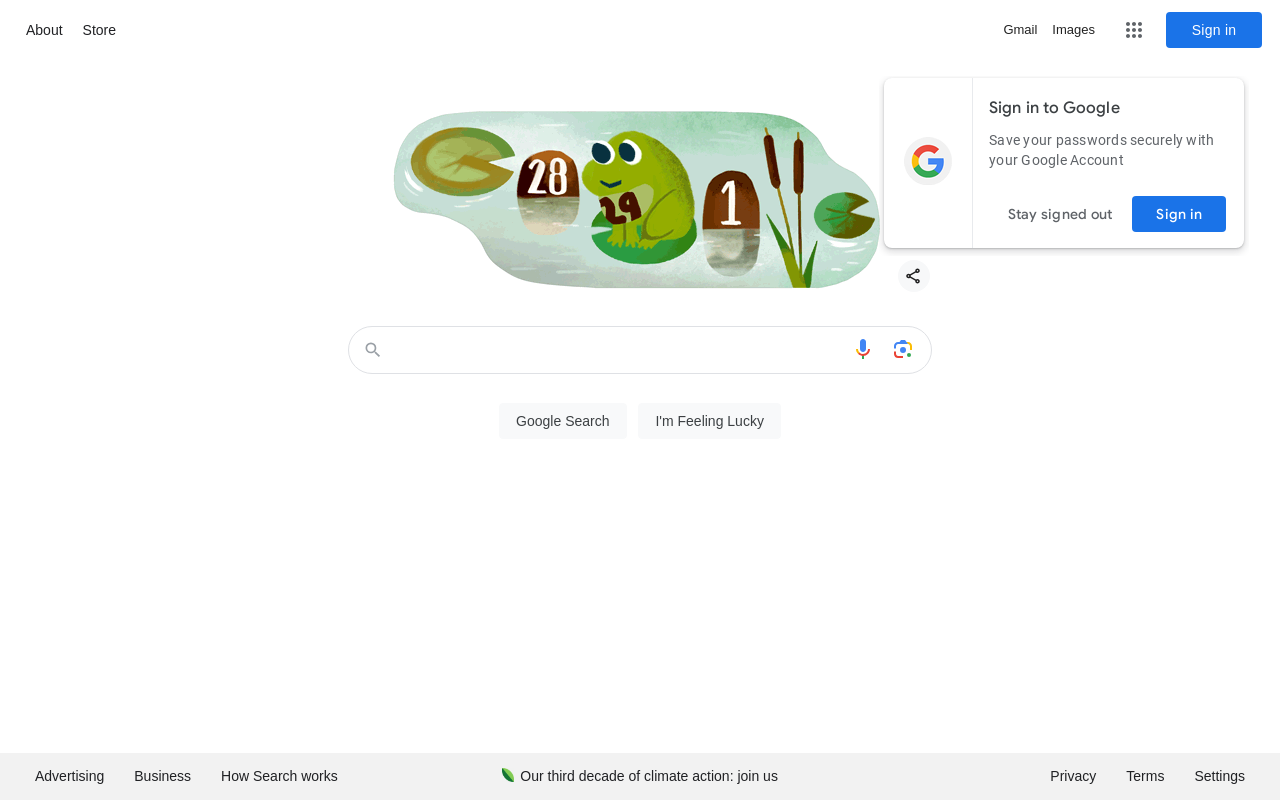 About Store
Gmail Images Sign in
Sign in to Google
Save your passwords securely with
your Google Account
Stay signed out Sign in
28 29 1
Google Search I'm Feeling Lucky
Advertising Business How Search works
Our third decade of climate action: join us
Privacy Terms Settings